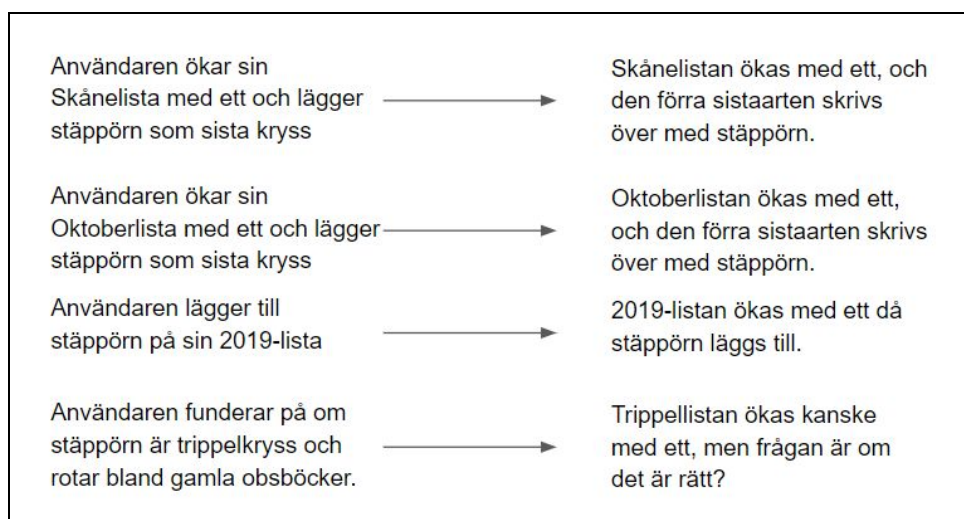 Användaren ökar sin
Skånelista med ett och lägger
stäppörn som sista kryss
Skånelistan ökas med ett, och
den förra sistaarten skrivs
över med stäppörn.
Användaren ökar sin
Oktoberlista med ett och lägger
stäppörn som sista kryss
Oktoberlistan ökas med ett,
och den förra sistaarten skrivs
över med stäppörn.
Användaren lägger till
stäppörn på sin 2019-lista
2019-listan ökas med ett då
stäppörn läggs till.
Användaren funderar på om
stäppörn är trippelkryss och
rotar bland gamla obsböcker.
Trippellistan ökas kanske
med ett, men frågan är om
det är rätt?